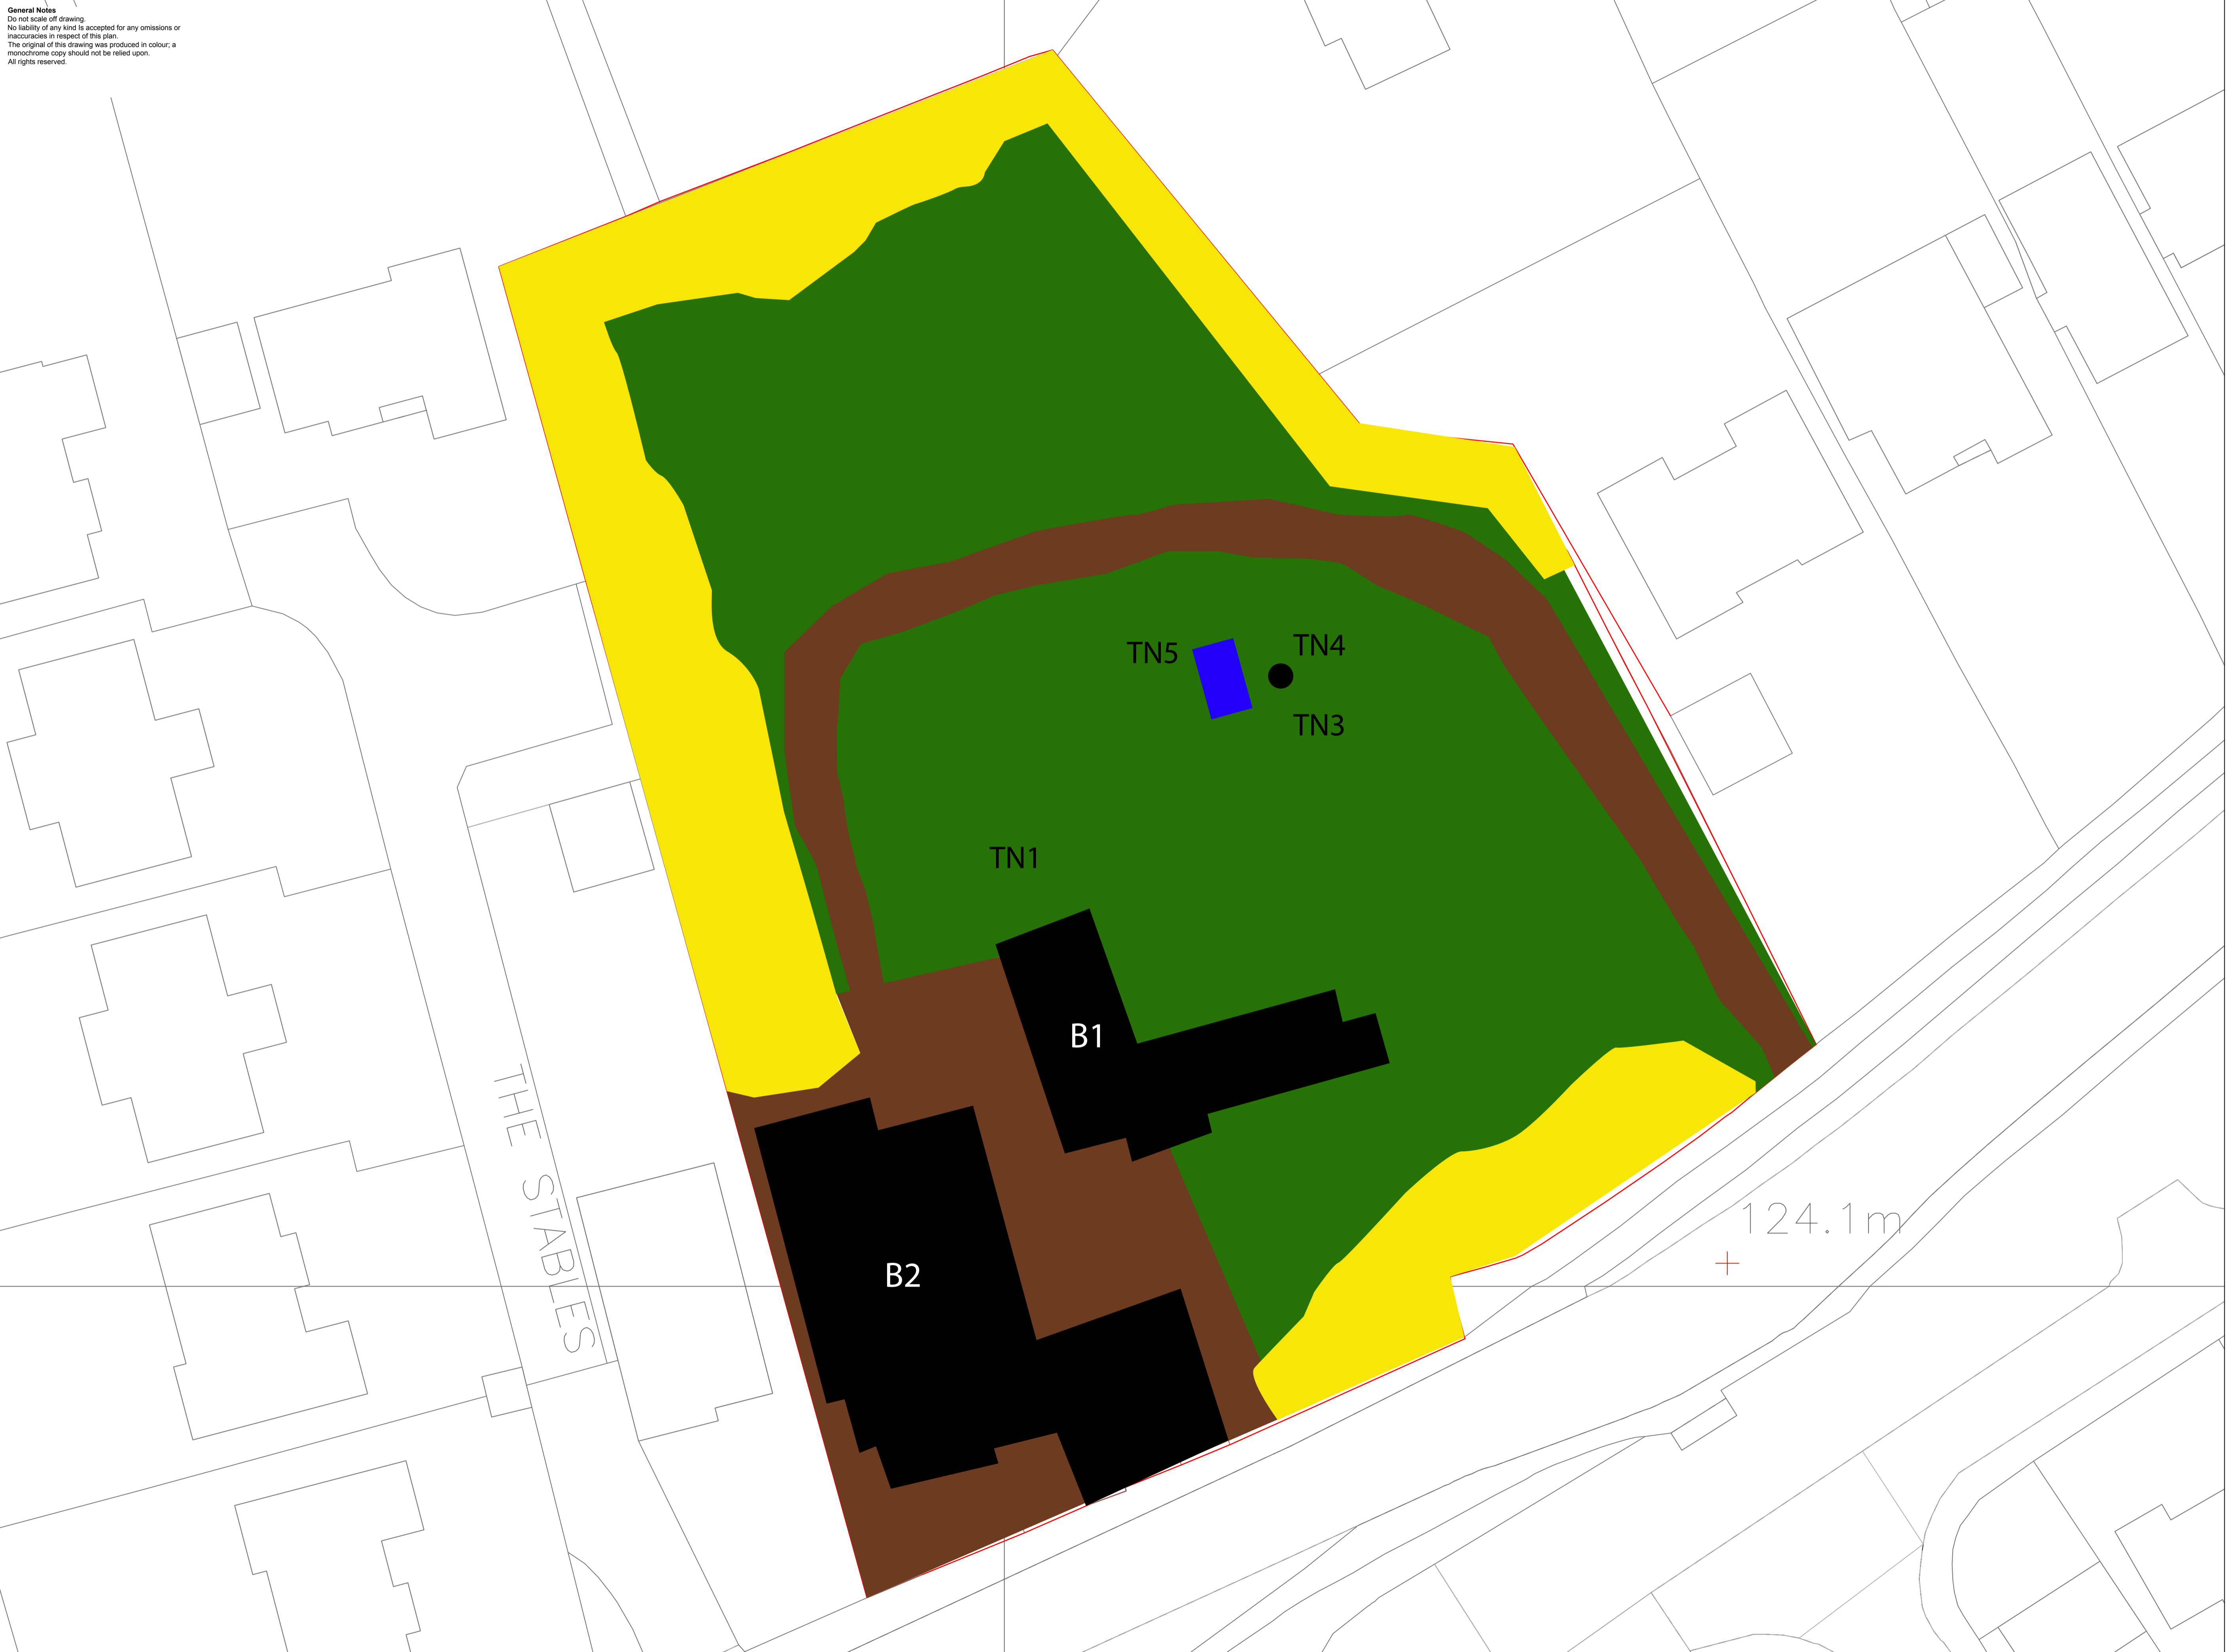 General Notes
Do not scale off drawing.
No liability of any kind Is accepted for any omissions or
inaccuracies in respect of this plan.
The original of this drawing was produced in colour; a
monochrome copy should not be relied upon.
All rights reserved.
TN5
TN4
TN3
TN1
B1
THE STABLES
124.1m
B2